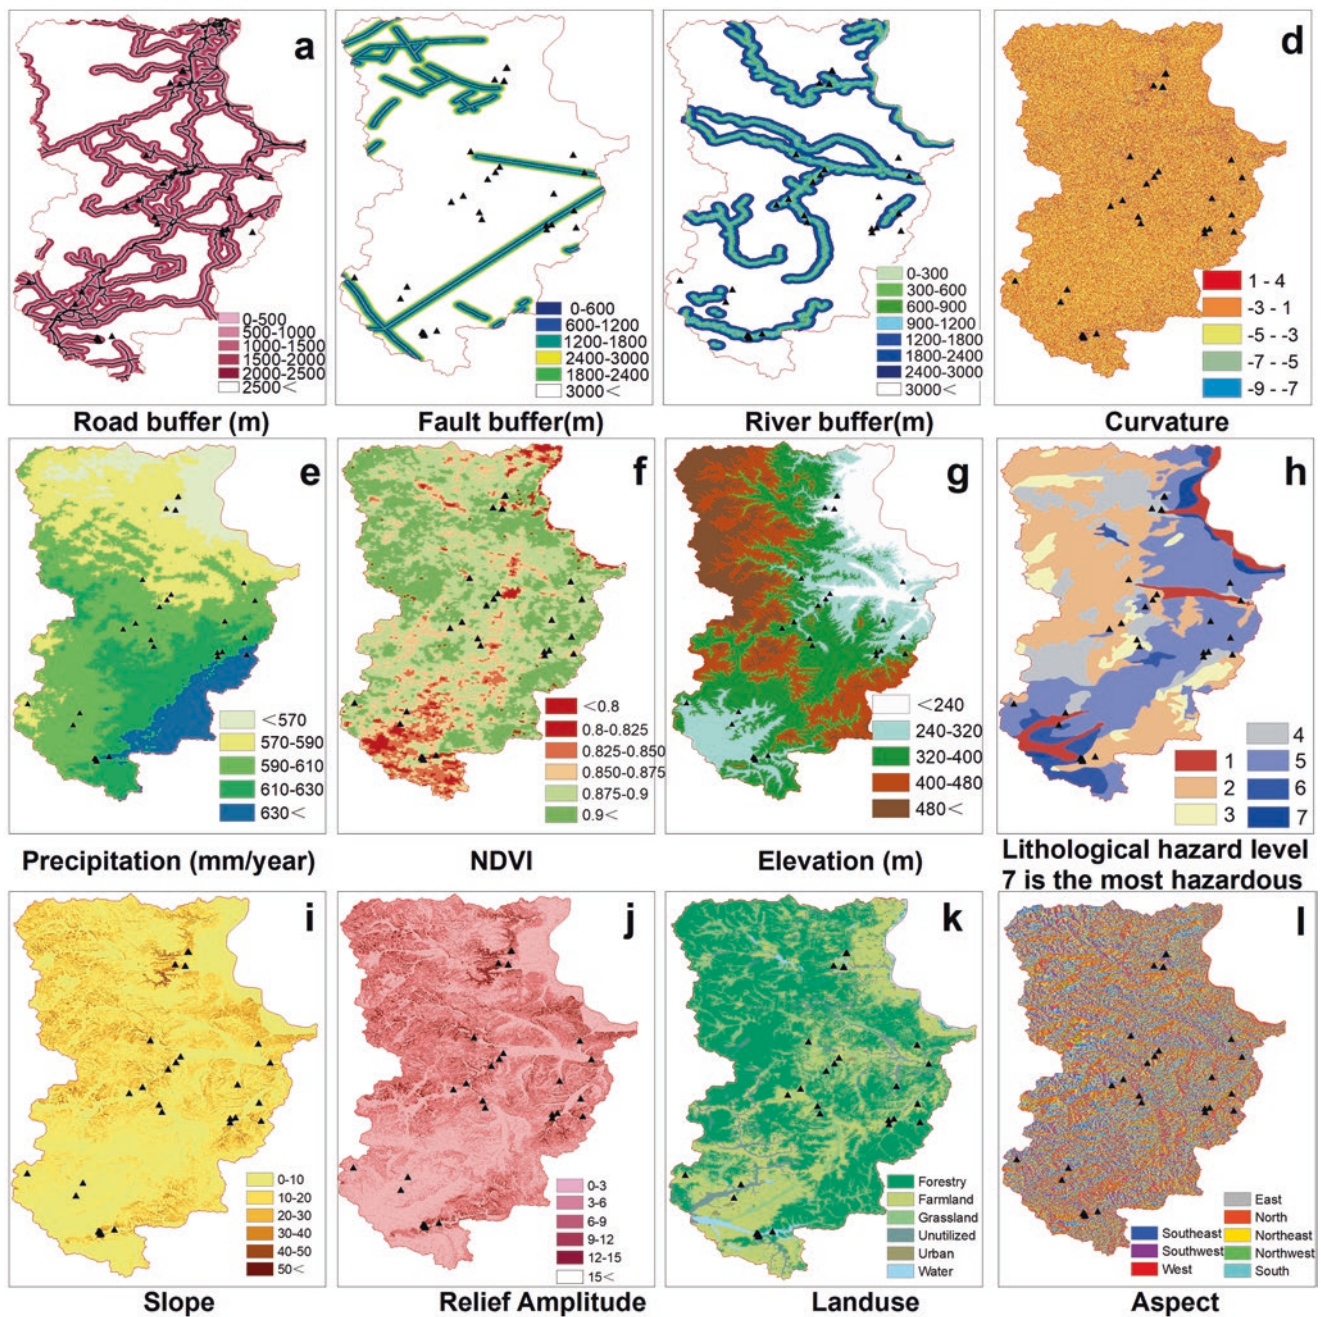 a
0-500
500-1000
1000-1500
1500-2000
2000-2500
2500<
Road buffer (m)
0-600
600-1200
1200-1800
2400-3000
1800-2400
3000<
Fault buffer(m)
0-300
300-600
600-900
900-1200
1200-1800
1800-2400
2400-3000
3000<
River buffer(m)
d
1 - 4
-3 - 1
-5 - -3
-7 - -5
-9 - -7
Curvature
e
<570
570-590
590-610
610-630
630<
Precipitation (mm/year)
f
<0.8
0.8-0.825
0.825-0.850
0.850-0.875
0.875-0.9
0.9<
NDVI
g
<240
240-320
320-400
400-480
480<
Elevation (m)
h
1
2
3
4
5
6
7
Lithological hazard level
7 is the most hazardous
i
0-10
10-20
20-30
30-40
40-50
50<
Slope
j
0-3
3-6
6-9
9-12
12-15
15<
Relief Amplitude
k
Forestry
Farmland
Grassland
Unutilized
Urban
Water
Landuse
l
Southeast
Southwest
West
East
North
Northeast
Northwest
South
Aspect